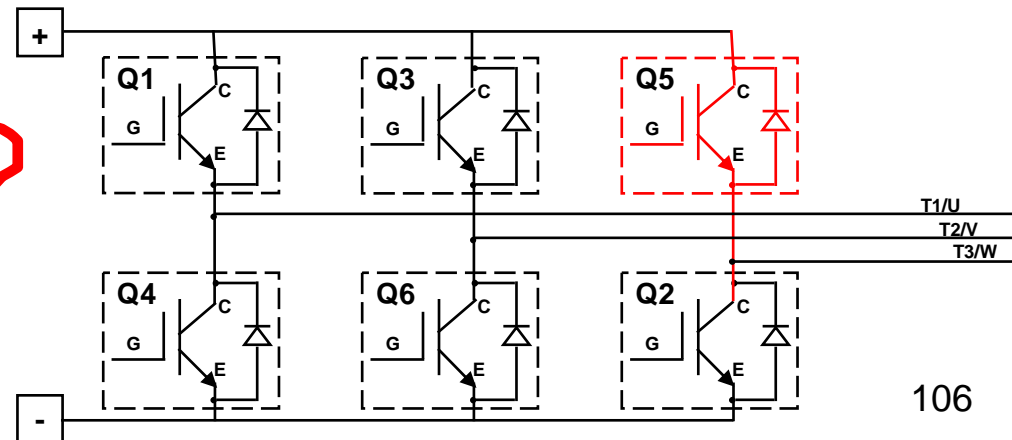 +
Q1 Q3 Q5
C C C
G G G
E E E
T1/U
T2/V
T3/W
Q4 Q6 Q2
C C C
G G G
E E E
106
-